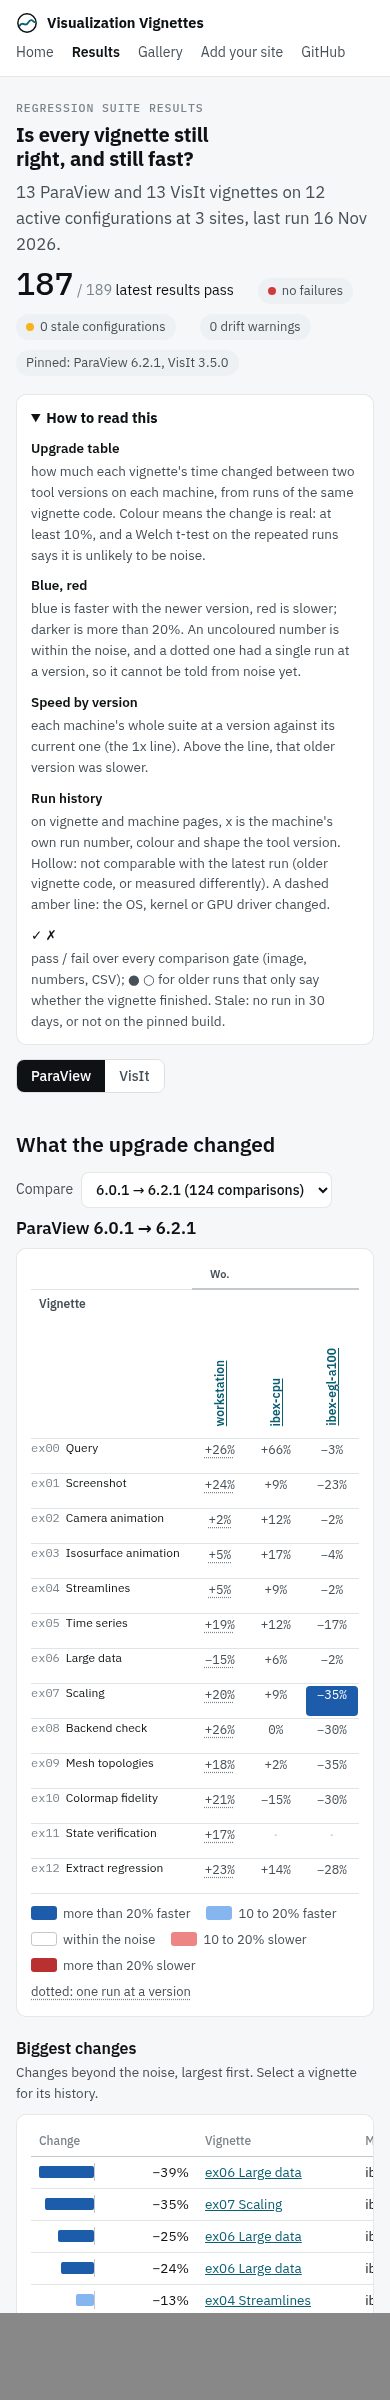 Visualization Vignettes
Home Results Gallery Add your site GitHub
REGRESSION SUITE RESULTS
Is every vignette still
right, and still fast?
13 ParaView and 13 VisIt vignettes on 12
active configurations at 3 sites, last run 16 Nov
2026.
187 / 189 latest results pass
no failures
0 stale configurations
0 drift warnings
Pinned: ParaView 6.2.1, VisIt 3.5.0
▼ How to read this
Upgrade table
how much each vignette's time changed between two
tool versions on each machine, from runs of the same
vignette code. Colour means the change is real: at
least 10%, and a Welch t-test on the repeated runs
says it is unlikely to be noise.
Blue, red
blue is faster with the newer version, red is slower;
darker is more than 20%. An uncoloured number is
within the noise, and a dotted one had a single run at
a version, so it cannot be told from noise yet.
Speed by version
each machine's whole suite at a version against its
current one (the 1x line). Above the line, that older
version was slower.
Run history
on vignette and machine pages, x is the machine's
own run number, colour and shape the tool version.
Hollow: not comparable with the latest run (older
vignette code, or measured differently). A dashed
amber line: the OS, kernel or GPU driver changed.
✓ ✗
pass / fail over every comparison gate (image,
numbers, CSV); ● ○ for older runs that only say
whether the vignette finished. Stale: no run in 30
days, or not on the pinned build.
ParaView VisIt
What the upgrade changed
Compare 6.0.1 → 6.2.1 (124 comparisons)
ParaView 6.0.1 → 6.2.1
Wo.
Vignette workstation ibex-cpu ibex-egl-a100
ex00 Query +26% +66% −3%
ex01 Screenshot +24% +9% −23%
ex02 Camera animation +2% +12% −2%
ex03 Isosurface animation +5% +17% −4%
ex04 Streamlines +5% +9% −2%
ex05 Time series +19% +12% −17%
ex06 Large data −15% +6% −2%
ex07 Scaling +20% +9% −35%
ex08 Backend check +26% 0% −30%
ex09 Mesh topologies +18% +2% −35%
ex10 Colormap fidelity +21% −15% −30%
ex11 State verification +17% · ·
ex12 Extract regression +23% +14% −28%
more than 20% faster 10 to 20% faster
within the noise 10 to 20% slower
more than 20% slower
dotted: one run at a version
Biggest changes
Changes beyond the noise, largest first. Select a vignette
for its history.
Change Vignette M
−39% ex06 Large data ib
−35% ex07 Scaling ib
−25% ex06 Large data ib
−24% ex06 Large data ib
−13% ex04 Streamlines ib